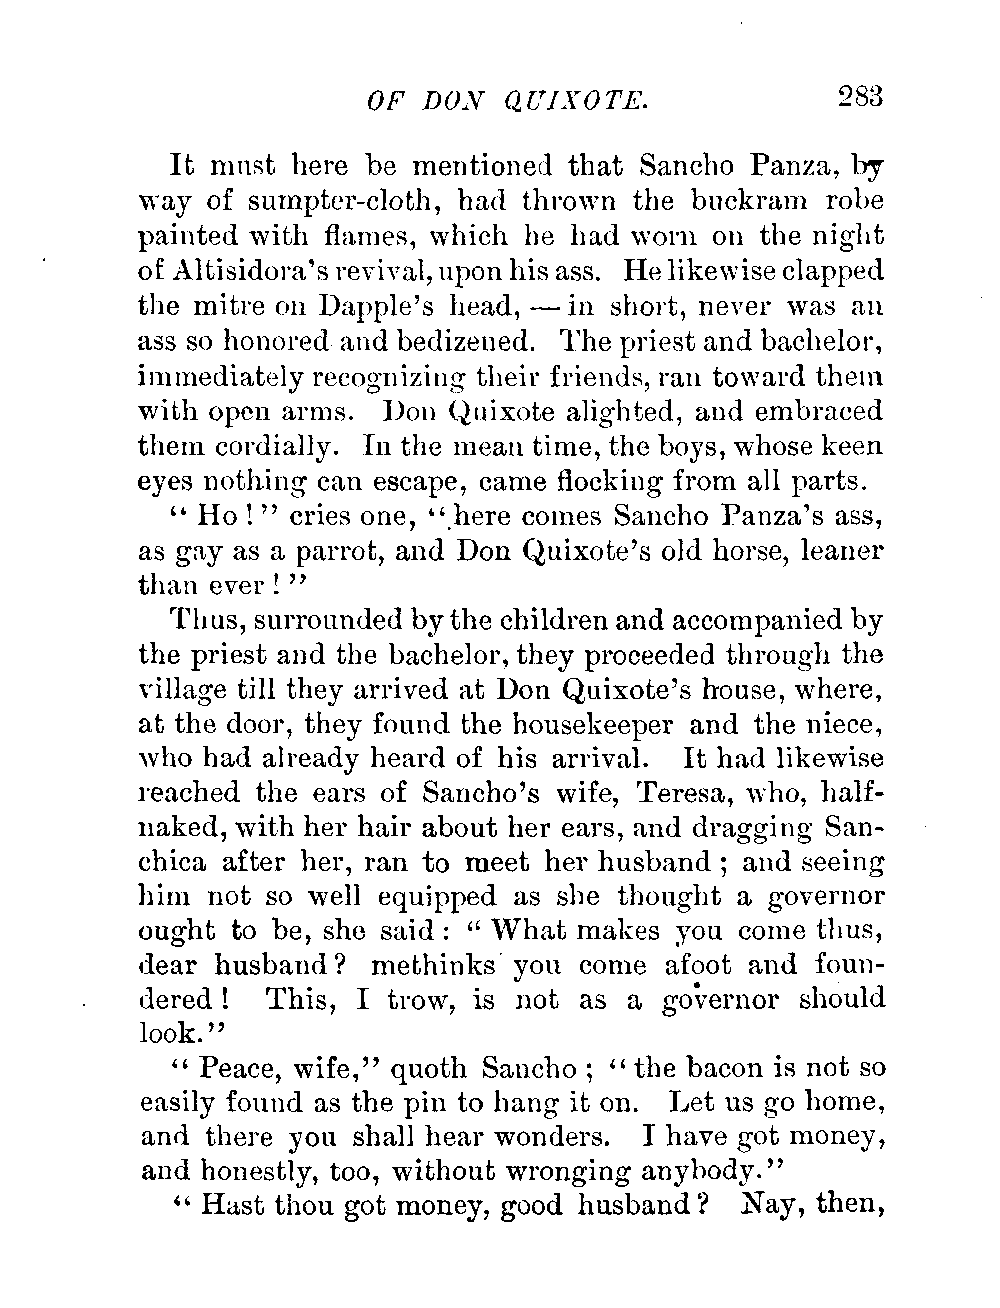 OF DON QUIXOTE. 283
It must here be mentioned that Sancho Panza, by
way of sumpter-cloth, had thrown the buckram robe
painted with flames, which he had worn on the night
of Altisidora's revival, upon his ass. He likewise clapped
the mitre on Dapple's head, — in short, never was an
ass so honored and bedizened. The priest and bachelor,
immediately recognizing their friends, ran toward them
with open arms. Don Quixote alighted, and embraced
them cordially. In the mean time, the boys, whose keen
eyes nothing can escape, came flocking from all parts.
" Ho ! " cries one, " here comes Sancho Panza's ass,
as gay as a parrot, and Don Quixote's old horse, leaner
than ever ! "
Thus, surrounded by the children and accompanied by
the priest and the bachelor, they proceeded through the
village till they arrived at Don Quixote's house, where,
at the door, they found the housekeeper and the niece,
who had already heard of his arrival. It had likewise
reached the ears of Sancho's wife, Teresa, who, half-
naked, with her hair about her ears, and dragging San-
chica after her, ran to meet her husband ; and seeing
him not so well equipped as she thought a governor
ought to be, she said : " What makes you come thus,
dear husband ? methinks you come afoot and foun-
dered ! This, I trow, is not as a governor should
look."
" Peace, wife," quoth Sancho ; " the bacon is not so
easily found as the pin to hang it on. Let us go home,
and there you shall hear wonders. I have got money,
and honestly, too, without wronging anybody."
" Hast thou got money, good husband ? Nay, then,